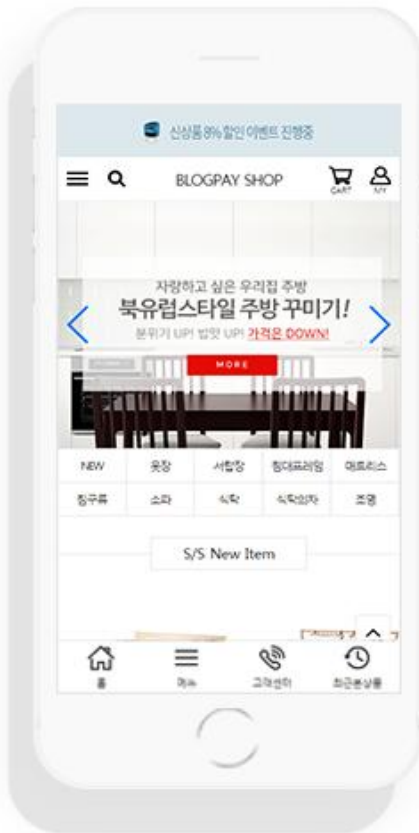 신상품 8% 할인 이벤트 진행중
BLOGPAY SHOP
CART
MY
자랑하고 싶은 우리집 주방
북유럽스타일 주방 꾸미기!
분위기 UP! 밥맛 UP! 가격은 DOWN!
MORE
NEW 옷장 서랍장 침대프레임 매트리스
침구류 소파 식탁 식탁의자 조명
S/S New Item
홈 메뉴 고객센터 최근본상품